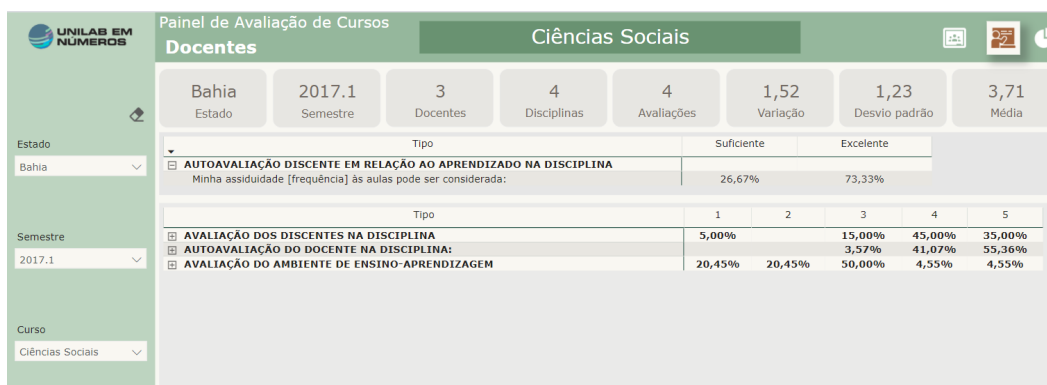 UNILAB EM
NÚMEROS
Painel de Avaliação de Cursos
Docentes
Ciências Sociais
Bahia
Estado
2017.1
Semestre
3
Docentes
4
Disciplinas
4
Avaliações
1,52
Variação
1,23
Desvio padrão
3,71
Média
Estado
Bahia
Semestre
2017.1
Curso
Ciências Sociais
Tipo Suficiente Excelente
AUTOAVALIAÇÃO DISCENTE EM RELAÇÃO AO APRENDIZADO NA DISCIPLINA
Minha assiduidade [frequência] às aulas pode ser considerada: 26,67% 73,33%
Tipo 1 2 3 4 5
AVALIAÇÃO DOS DISCENTES NA DISCIPLINA 5,00% 15,00% 45,00% 35,00%
AUTOAVALIAÇÃO DO DOCENTE NA DISCIPLINA: 3,57% 41,07% 55,36%
AVALIAÇÃO DO AMBIENTE DE ENSINO-APRENDIZAGEM 20,45% 20,45% 50,00% 4,55% 4,55%